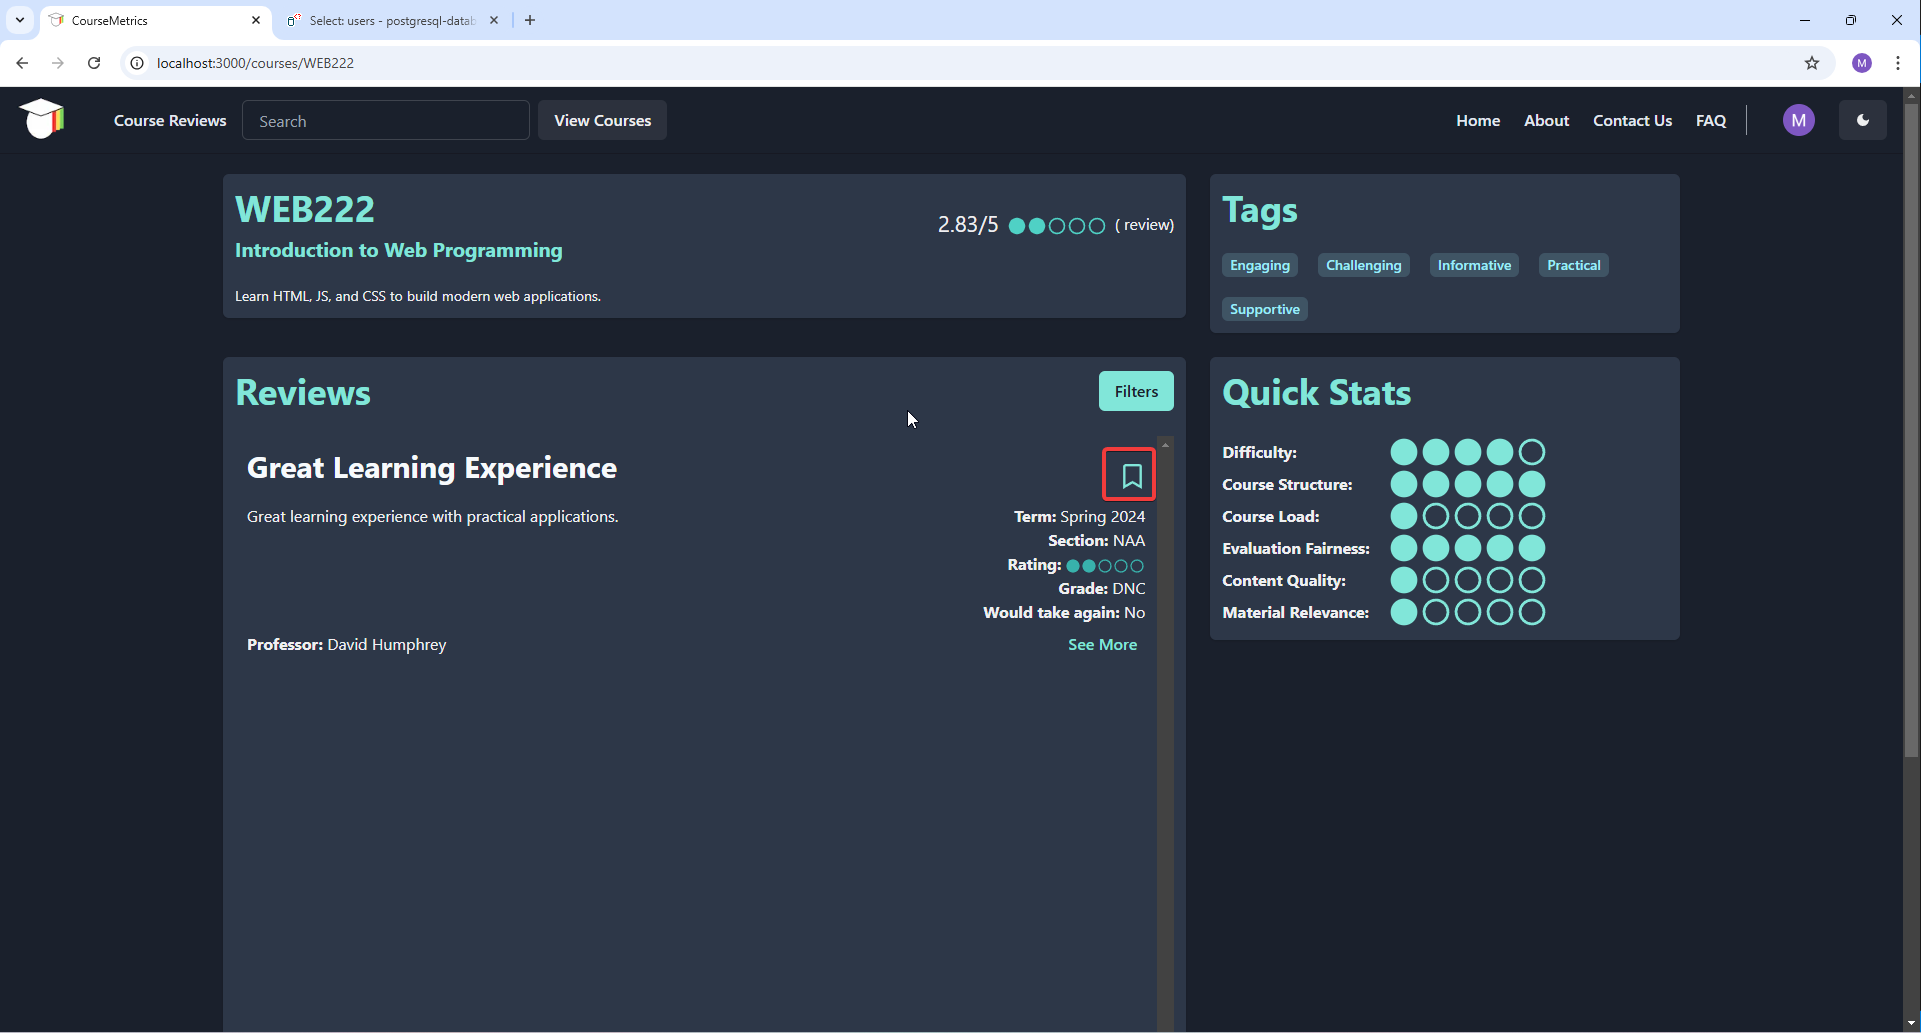 CourseMetrics
Select: users - postgresql-datab
localhost:3000/courses/WEB222
M
Course Reviews
Search
View Courses
Home
About
Contact Us
FAQ
M
WEB222
Introduction to Web Programming
2.83/5
( review)
Learn HTML, JS, and CSS to build modern web applications.
Tags
Engaging
Challenging
Informative
Practical
Supportive
Reviews
Filters
Great Learning Experience
Great learning experience with practical applications.
Term: Spring 2024
Section: NAA
Rating:
Grade: DNC
Would take again: No
Professor: David Humphrey
See More
Quick Stats
Difficulty:
Course Structure:
Course Load:
Evaluation Fairness:
Content Quality:
Material Relevance: